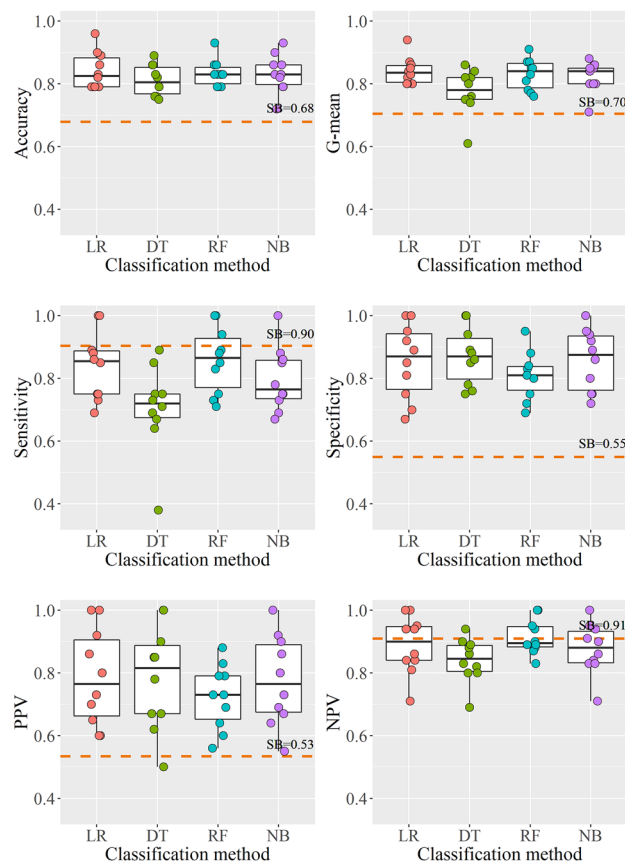 1.0
0.8
0.6
0.4
Accuracy
SB=0.68
LR DT RF NB
Classification method
1.0
0.8
0.6
0.4
G-mean
SB=0.70
LR DT RF NB
Classification method
1.0
0.8
0.6
0.4
Sensitivity
SB=0.90
LR DT RF NB
Classification method
1.0
0.8
0.6
0.4
Specificity
SB=0.55
LR DT RF NB
Classification method
1.0
0.8
0.6
0.4
PPV
SB=0.53
LR DT RF NB
Classification method
1.0
0.8
0.6
0.4
NPV
SB=0.91
LR DT RF NB
Classification method